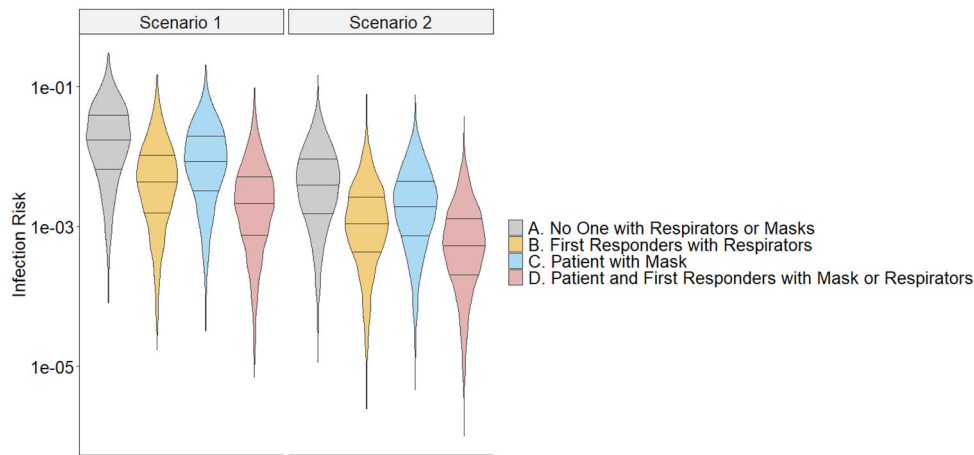 Scenario 1
Scenario 2
1e-01
1e-03
1e-05
Infection Risk
A. No One with Respirators or Masks
B. First Responders with Respirators
C. Patient with Mask
D. Patient and First Responders with Mask or Respirators